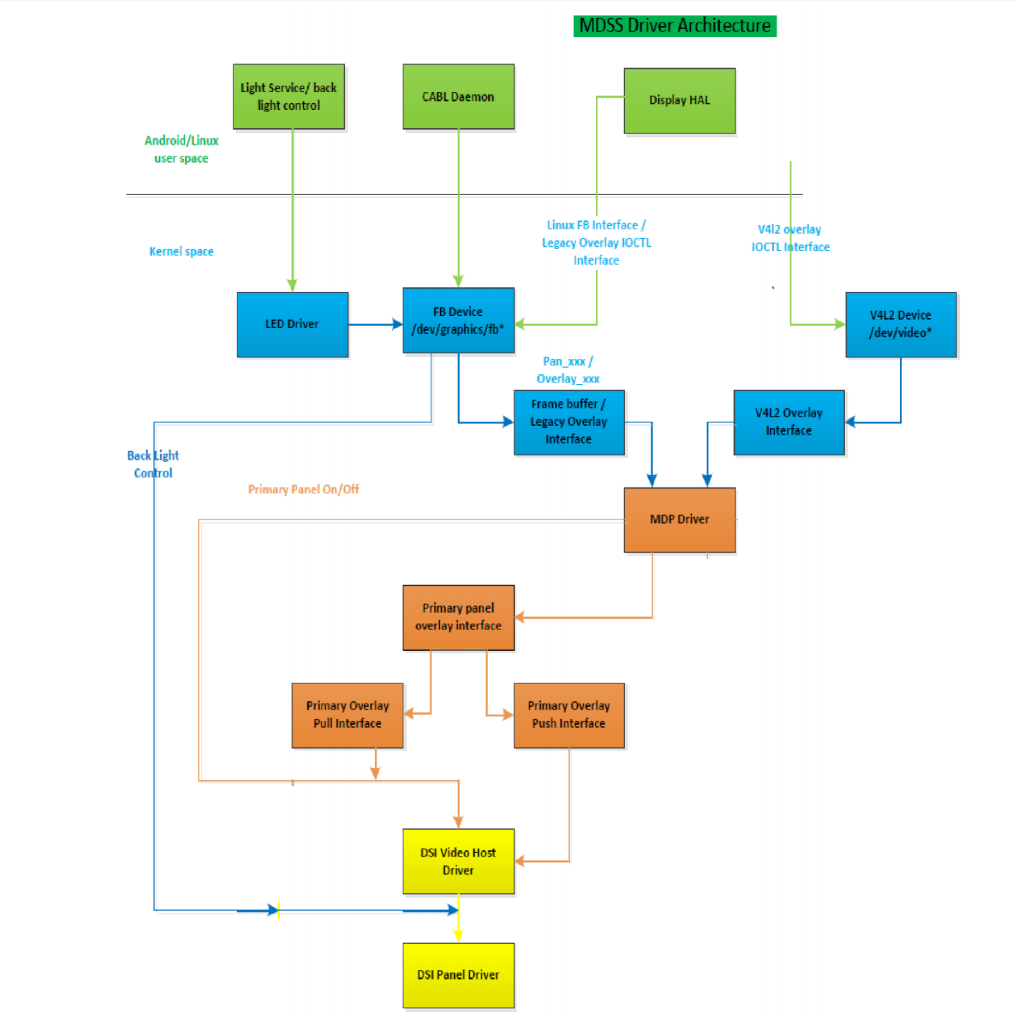 MDSS Driver Architecture
Light Service/ back
light control
CABL Daemon
Display HAL
Android/Linux
user space
Kernel space
Linux FB Interface /
Legacy Overlay IOCTL
Interface
V4l2 overlay
IOCTL Interface
LED Driver
FB Device
/dev/graphics/fb*
V4L2 Device
/dev/video*
Pan_xxx /
Overlay_xxx
Frame buffer /
Legacy Overlay
Interface
V4L2 Overlay
Interface
Back Light
Control
Primary Panel On/Off
MDP Driver
Primary panel
overlay interface
Primary Overlay
Pull Interface
Primary Overlay
Push Interface
DSI Video Host
Driver
DSI Panel Driver